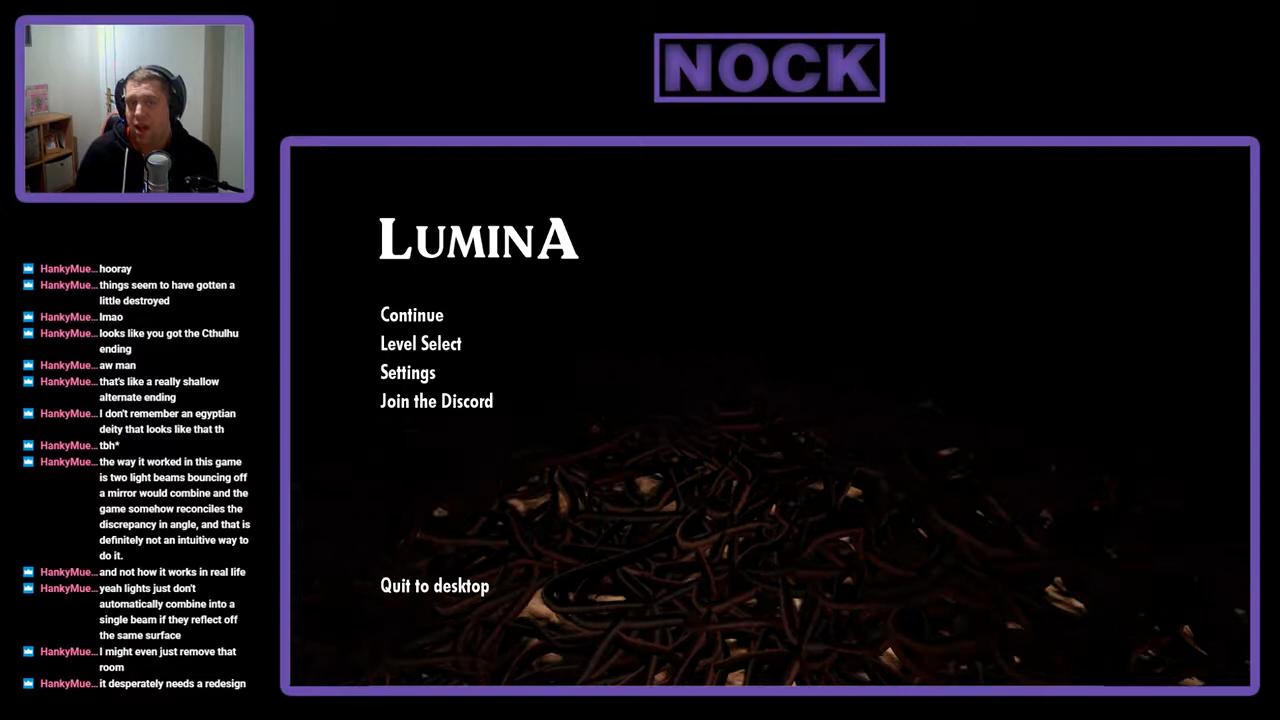 NOCK
LUMINA
Continue
Level Select
Settings
Join the Discord
Quit to desktop
HankyMue... hooray
HankyMue... things seem to have gotten a
little destroyed
HankyMue... lmao
HankyMue... looks like you got the Cthulhu
ending
HankyMue... aw man
HankyMue... that's like a really shallow
alternate ending
HankyMue... I don't remember an egyptian
deity that looks like that th
HankyMue... tbh*
HankyMue... the way it worked in this game
is two light beams bouncing off
a mirror would combine and the
game somehow reconciles the
discrepancy in angle, and that is
definitely not an intuitive way to
do it.
HankyMue... and not how it works in real life
HankyMue... yeah lights just don't
automatically combine into a
single beam if they reflect off
the same surface
HankyMue... I might even just remove that
room
HankyMue... it desperately needs a redesign